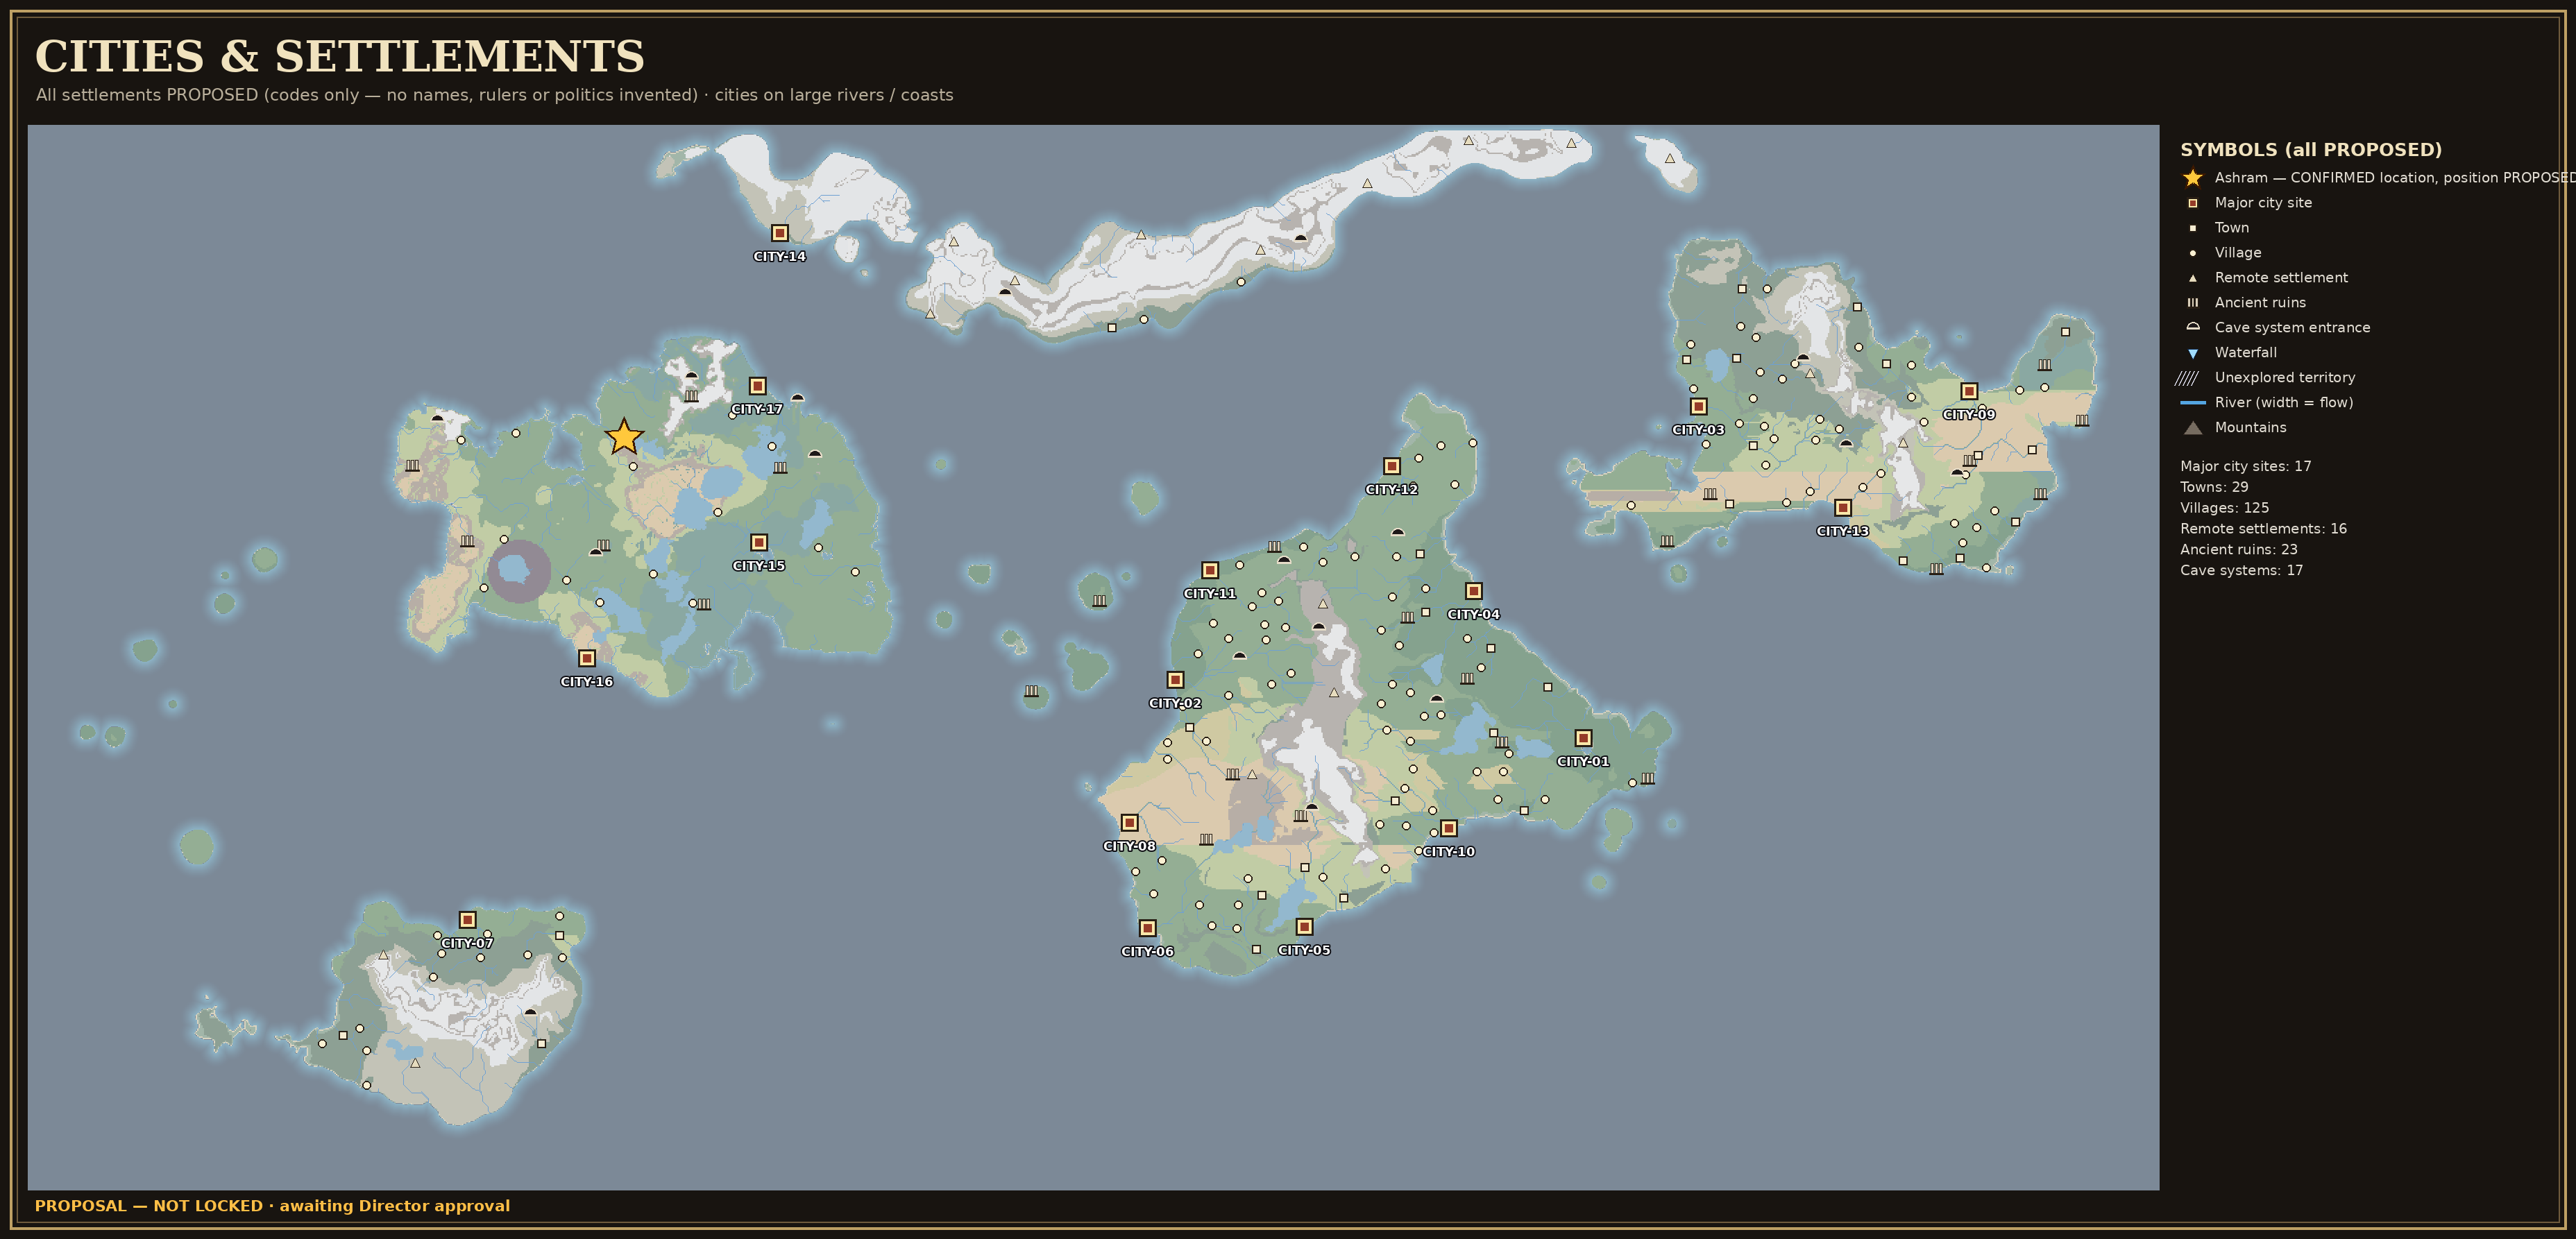 CITIES & SETTLEMENTS
All settlements PROPOSED (codes only — no names, rulers or politics invented) · cities on large rivers / coasts
SYMBOLS (all PROPOSED)
Ashram — CONFIRMED location, position PROPOSED
Major city site
Town
Village
Remote settlement
Ancient ruins
Cave system entrance
Waterfall
Unexplored territory
River (width = flow)
Mountains
Major city sites: 17
Towns: 29
Villages: 125
Remote settlements: 16
Ancient ruins: 23
Cave systems: 17
CITY-14
CITY-17
CITY-09
CITY-03
CITY-12
CITY-13
CITY-15
CITY-11
CITY-04
CITY-16
CITY-02
CITY-01
CITY-08
CITY-10
CITY-07
CITY-06
CITY-05
PROPOSAL — NOT LOCKED · awaiting Director approval